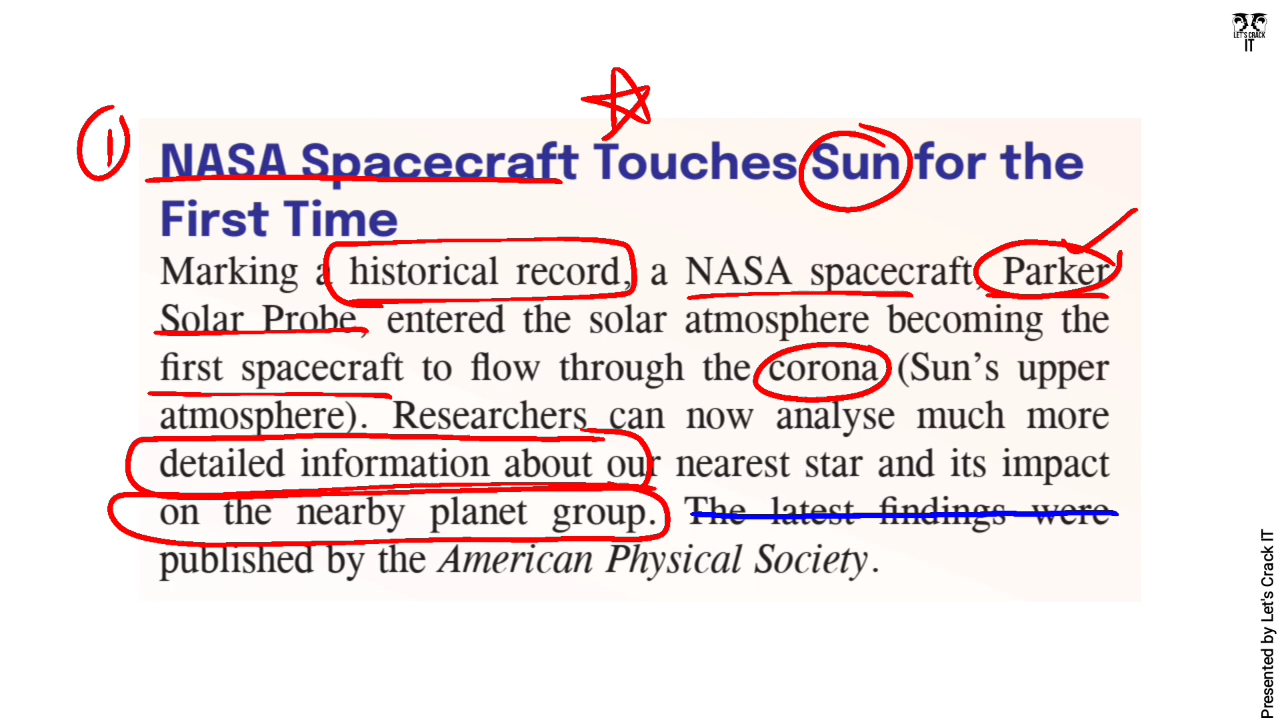 LET'S CRACK
IT
1
NASA Spacecraft Touches Sun for the
First Time
Marking a historical record, a NASA spacecraft, Parker
Solar Probe, entered the solar atmosphere becoming the
first spacecraft to flow through the corona (Sun's upper
atmosphere). Researchers can now analyse much more
detailed information about our nearest star and its impact
on the nearby planet group. The latest findings were
published by the American Physical Society.
Presented by Let's Crack IT